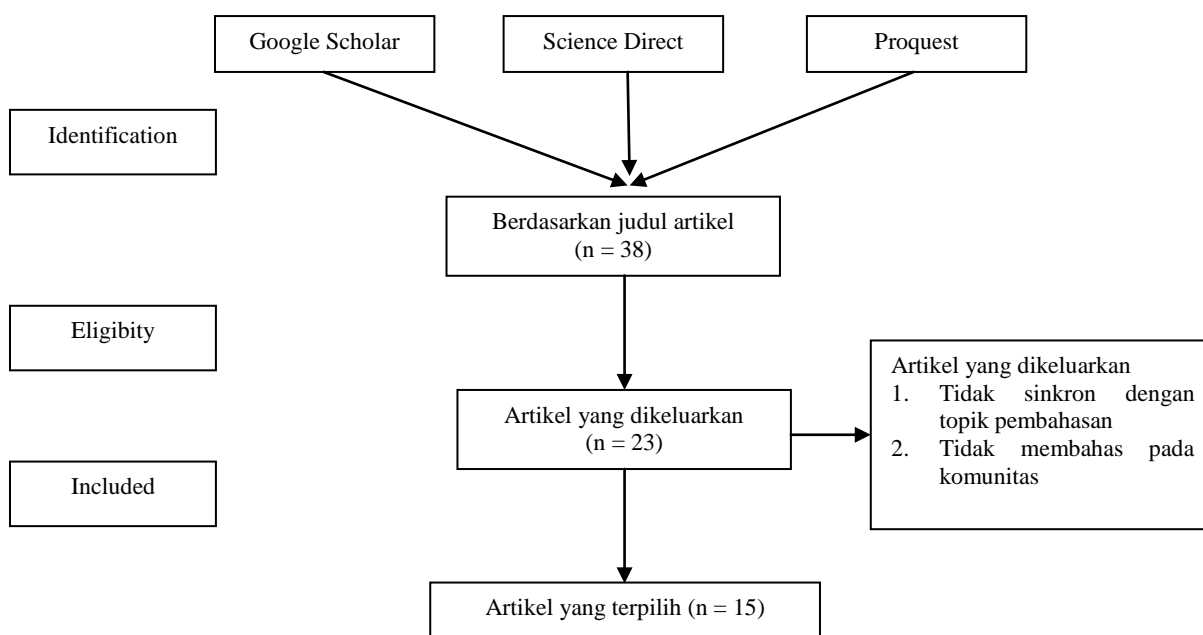 Google Scholar
Science Direct
Proquest
Identification
Berdasarkan judul artikel
(n = 38)
Eligibity
Artikel yang dikeluarkan
1. Tidak sinkron dengan
topik pembahasan
2. Tidak membahas pada
komunitas
Artikel yang dikeluarkan
(n = 23)
Included
Artikel yang terpilih (n = 15)